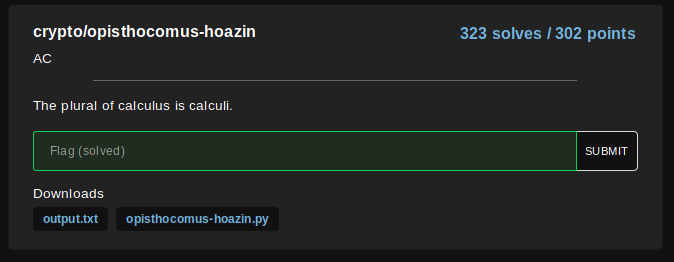 crypto/opisthocomus-hoazin
323 solves / 302 points
AC
The plural of calculus is calculi.
Flag (solved)
SUBMIT
Downloads
output.txt
opisthocomus-hoazin.py